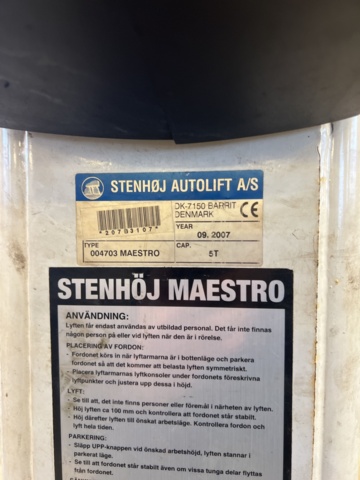 STENHØJ AUTOLIFT A/S
DK-7150 BARRIT
DENMARK
CE
*20703107*
YEAR
09.2007
TYPE
004703 MAESTRO
CAP.
5T
STENHÖJ MAESTRO
ANVÄNDNING:
Lyften får endast användas av utbildad personal. Det får inte finnas
någon person på eller under lyften när den är i rörelse.
PLACERING AV FORDON:
- Fordonet körs in när lyftarmarna är i bottenläge och parkera
fordonet så att det kommer att belasta lyften symmetriskt.
- Placera lyftarmarnas lyftkonsoler under fordonets föreskrivna
lyftpunkter och justera upp dessa i höjd.
LYFT:
- Se till att, det inte finns personer eller föremål i närheten av lyften.
- Höj lyften ca 100 mm och kontrollera att fordonet står stabilt.
- Höj därefter lyften till önskat arbetsläge. Kontrollera fordon och
lyft hela tiden.
PARKERING:
- Släpp UPP-knappen vid önskad arbetshöjd, lyften stannar i
parkerat läge.
- Se till att fordonet står stabilt även om vissa tunga delar flyttas
från fordonet.